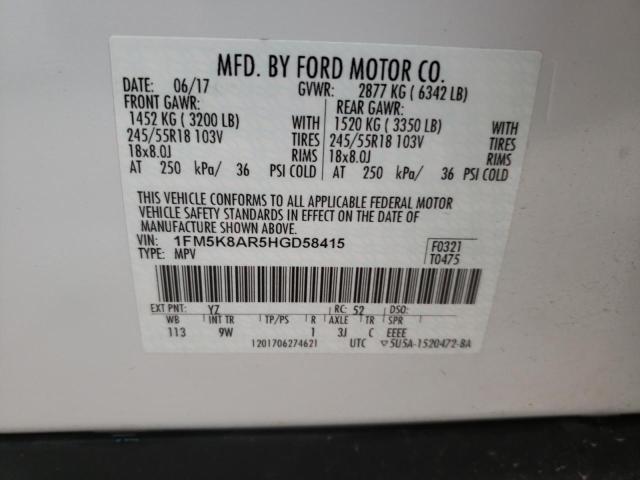 MFD. BY FORD MOTOR CO.
DATE: 06/17 GVWR: 2877 KG ( 6342 LB)
FRONT GAWR: REAR GAWR:
1452 KG ( 3200 LB) WITH 1520 KG ( 3350 LB) WITH
245/55R18 103V TIRES 245/55R18 103V TIRES
18x8.0J RIMS 18x8.0J RIMS
AT 250 kPa/ 36 PSI COLD AT 250 kPa/ 36 PSI COLD
THIS VEHICLE CONFORMS TO ALL APPLICABLE FEDERAL MOTOR
VEHICLE SAFETY STANDARDS IN EFFECT ON THE DATE OF
MANUFACTURE SHOWN ABOVE.
VIN: 1FM5K8AR5HGD58415 F0321
TYPE: MPV T0475
EXT PNT: YZ RC: 52 DSO:
WB INT TR TP/PS R AXLE TR SPR
113 9W 1 3J C EEEE
1201706274621 UTC ▽5U5A-1520472-BA